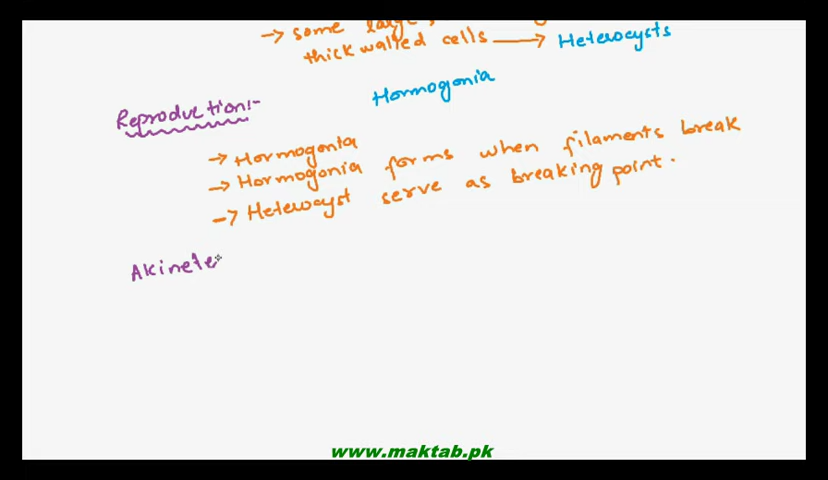 → some large,
thick walled cells → Heterocysts
Hormogonia
Reproduction:-
→ Hormogonia
→ Hormogonia forms when filaments break
→ Heterocyst serve as breaking point.
Akinete
www.maktab.pk